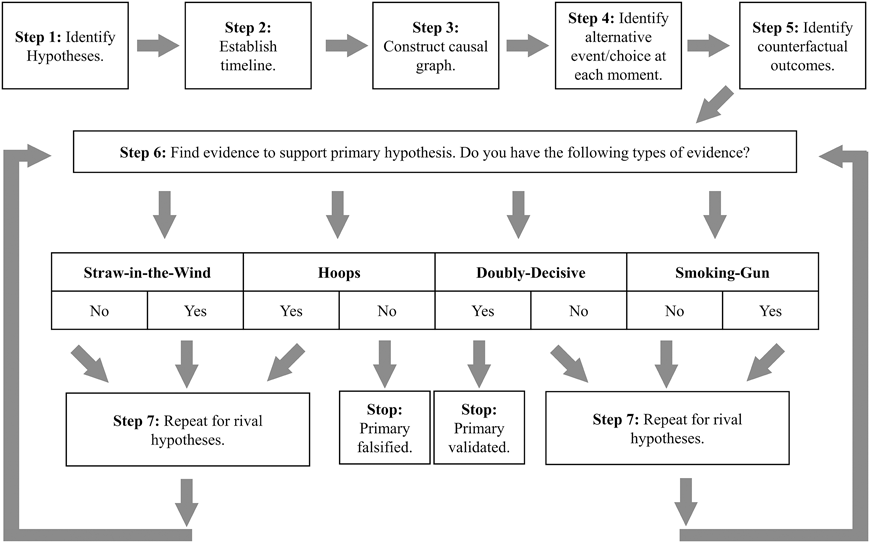 Step 1: Identify
Hypotheses.
Step 2:
Establish
timeline.
Step 3:
Construct causal
graph.
Step 4: Identify
alternative
event/choice at
each moment.
Step 5: Identify
counterfactual
outcomes.
Step 6: Find evidence to support primary hypothesis. Do you have the following types of evidence?
Straw-in-the-Wind
Hoops
Doubly-Decisive
Smoking-Gun
No
Yes
Yes
No
Yes
No
No
Yes
Step 7: Repeat for rival
hypotheses.
Stop:
Primary
falsified.
Stop:
Primary
validated.
Step 7: Repeat for rival
hypotheses.